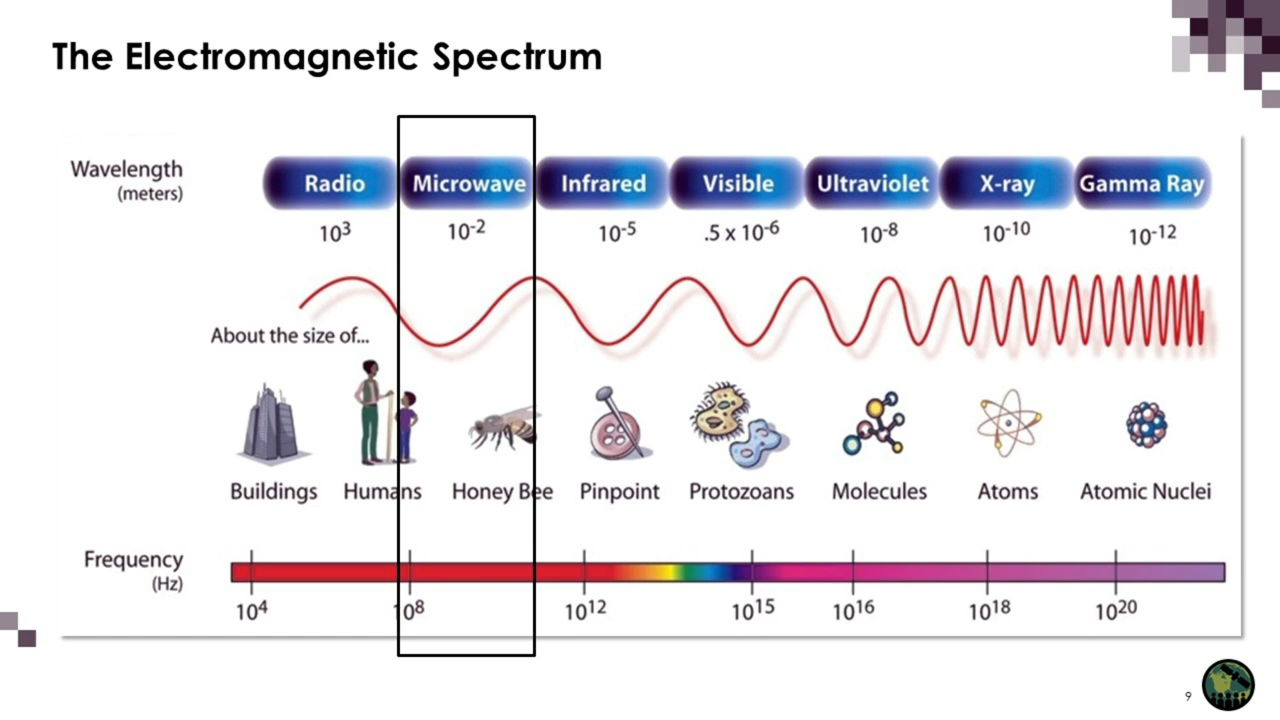 The Electromagnetic Spectrum
Wavelength
(meters)
Radio Microwave Infrared Visible Ultraviolet X-ray Gamma Ray
10³ 10⁻² 10⁻⁵ .5 x 10⁻⁶ 10⁻⁸ 10⁻¹⁰ 10⁻¹²
About the size of...
Buildings Humans Honey Bee Pinpoint Protozoans Molecules Atoms Atomic Nuclei
Frequency
(Hz)
10⁴ 10⁸ 10¹² 10¹⁵ 10¹⁶ 10¹⁸ 10²⁰
9